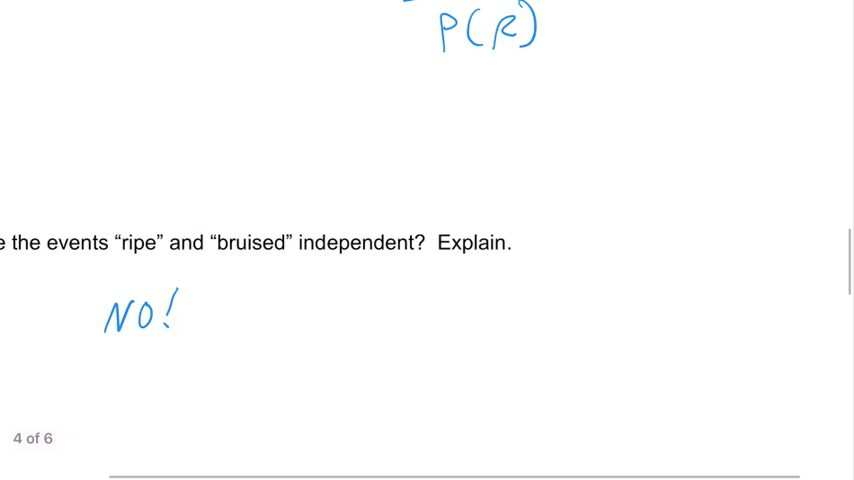 P(R)
e the events “ripe” and “bruised” independent?  Explain.
NO!
4 of 6